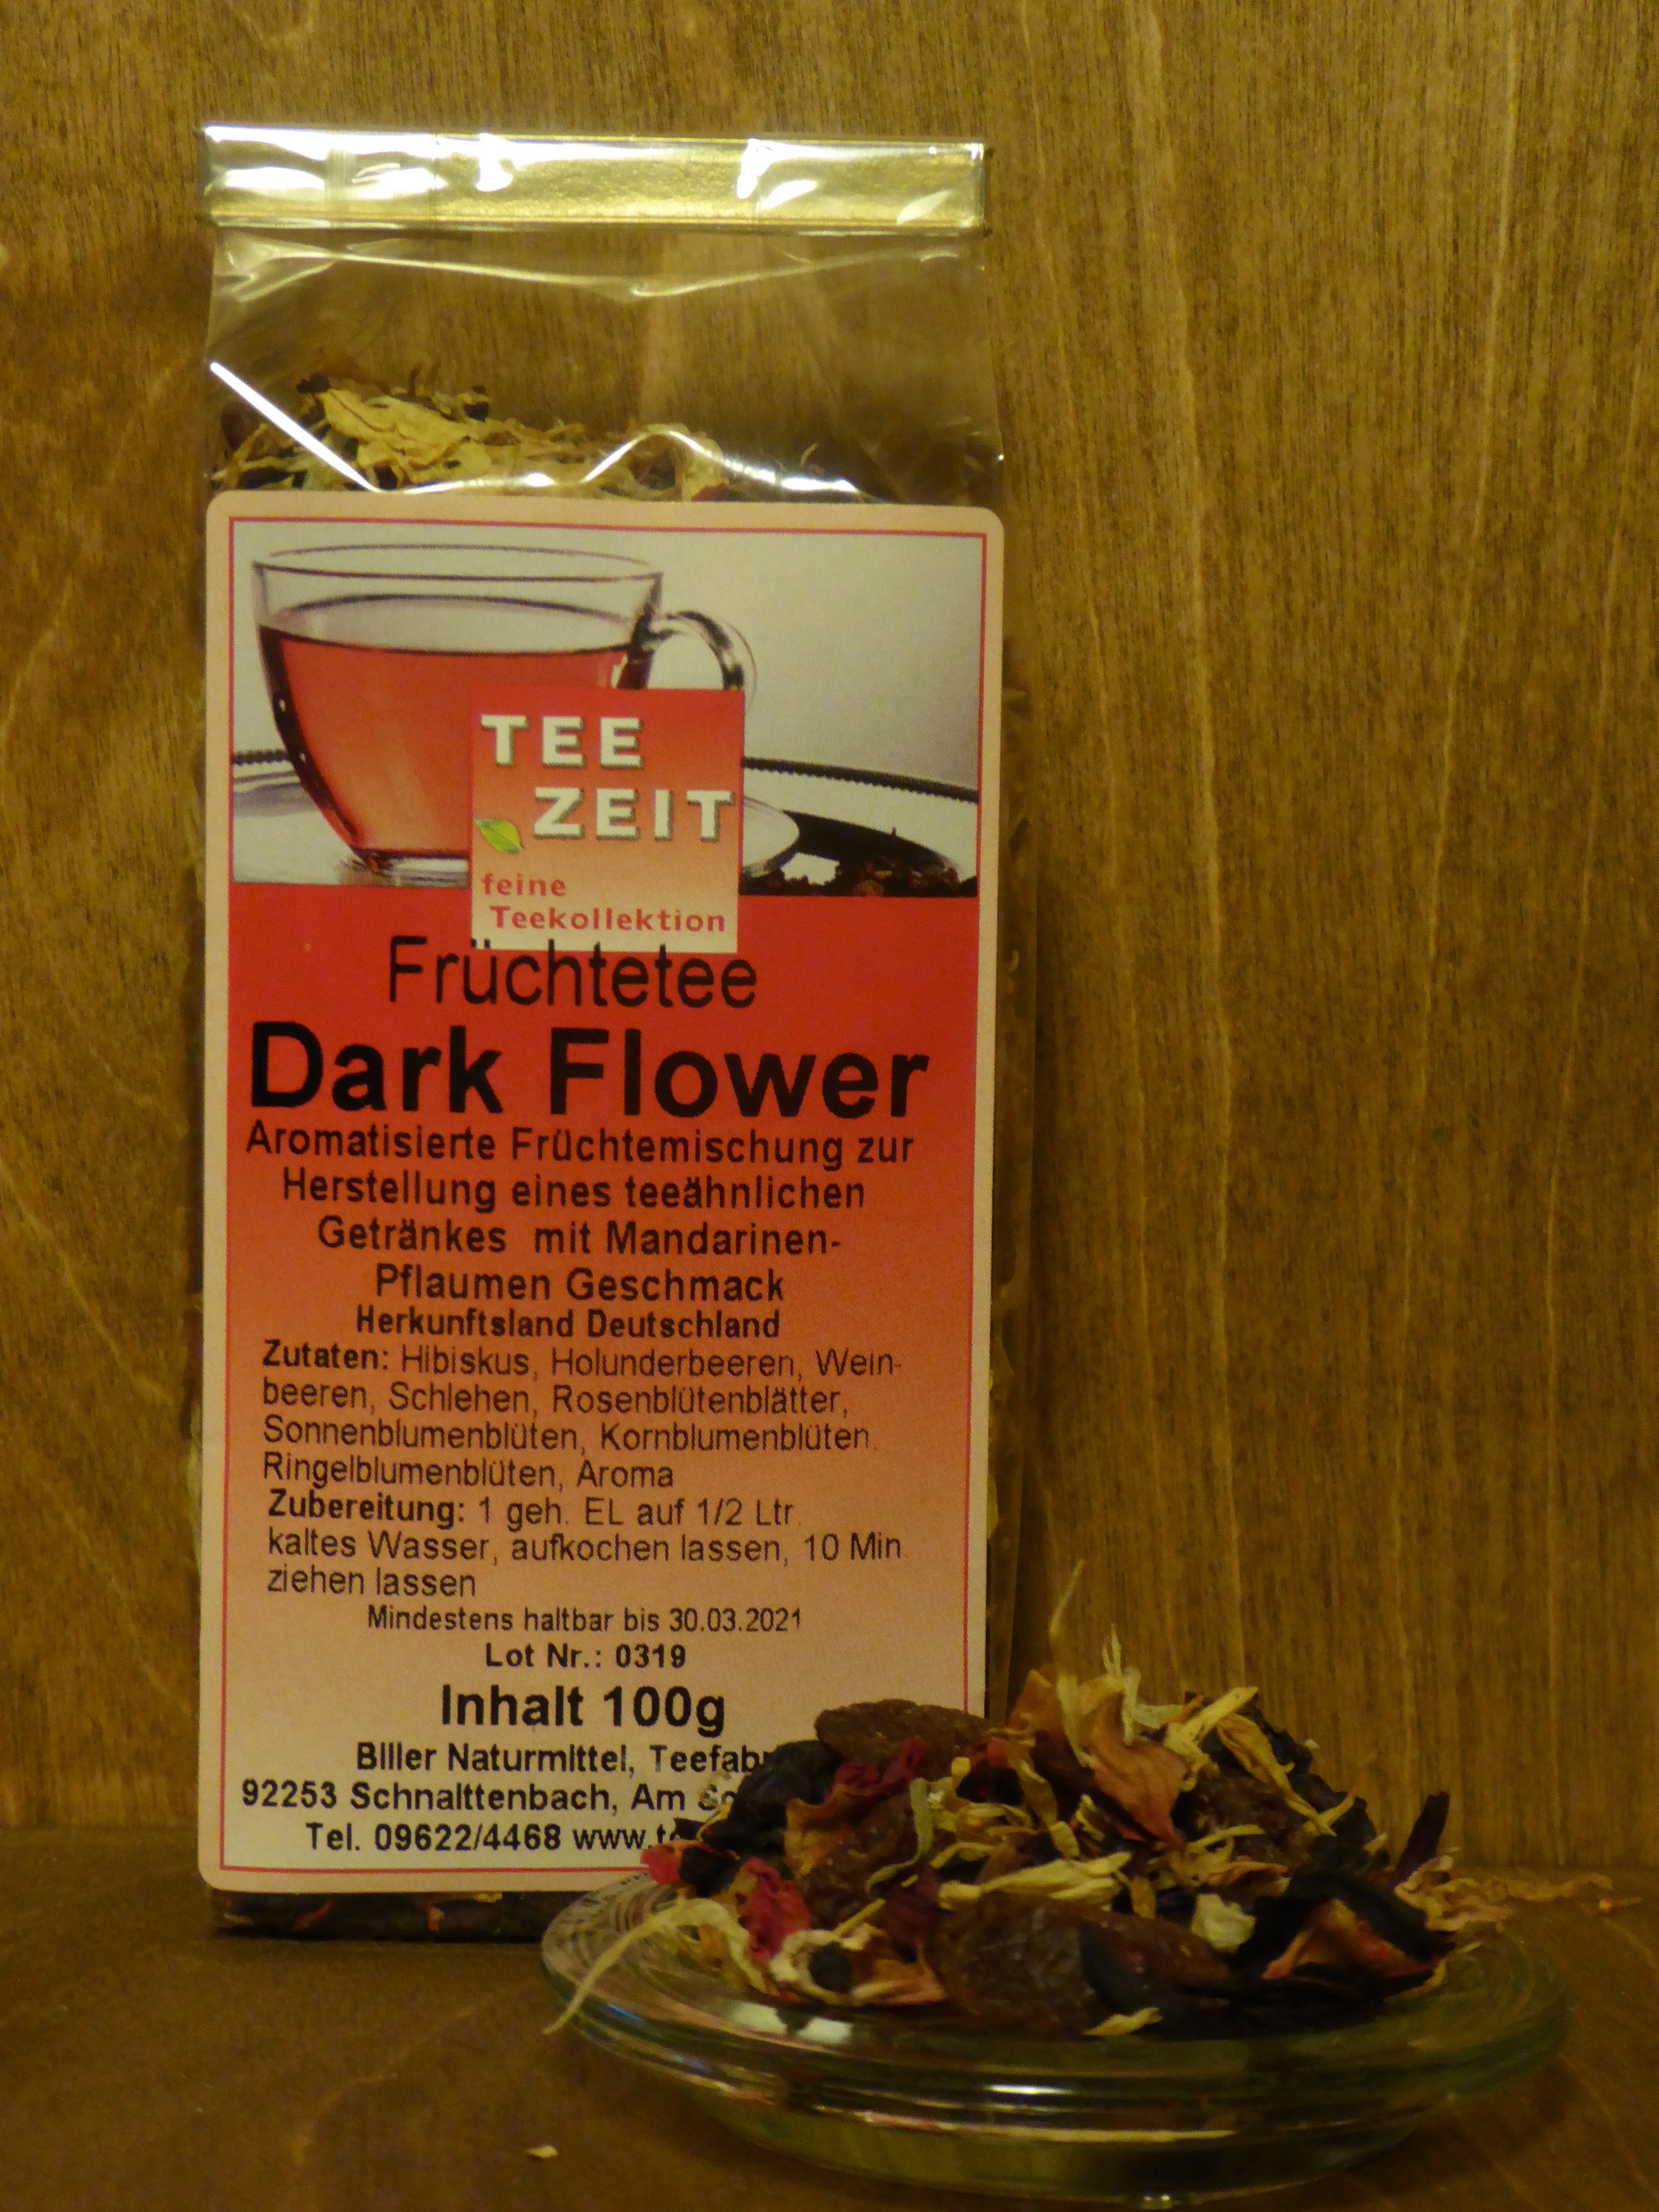 TEE
ZEIT
feine
Teekollektion
Früchtetee
Dark Flower
Aromatisierte Früchtemischung zur
Herstellung eines teeähnlichen
Getränkes mit Mandarinen-
Pflaumen Geschmack
Herkunftsland Deutschland
Zutaten: Hibiskus, Holunderbeeren, Wein-
beeren, Schlehen, Rosenblütenblätter,
Sonnenblumenblüten, Kornblumenblüten.
Ringelblumenblüten, Aroma
Zubereitung: 1 geh. EL auf 1/2 Ltr.
kaltes Wasser, aufkochen lassen, 10 Min.
ziehen lassen
Mindestens haltbar bis 30.03.2021
Lot Nr.: 0319
Inhalt 100g
Biller Naturmittel,
92253 Schnaittenbach, Am
Tel. 09622/4468